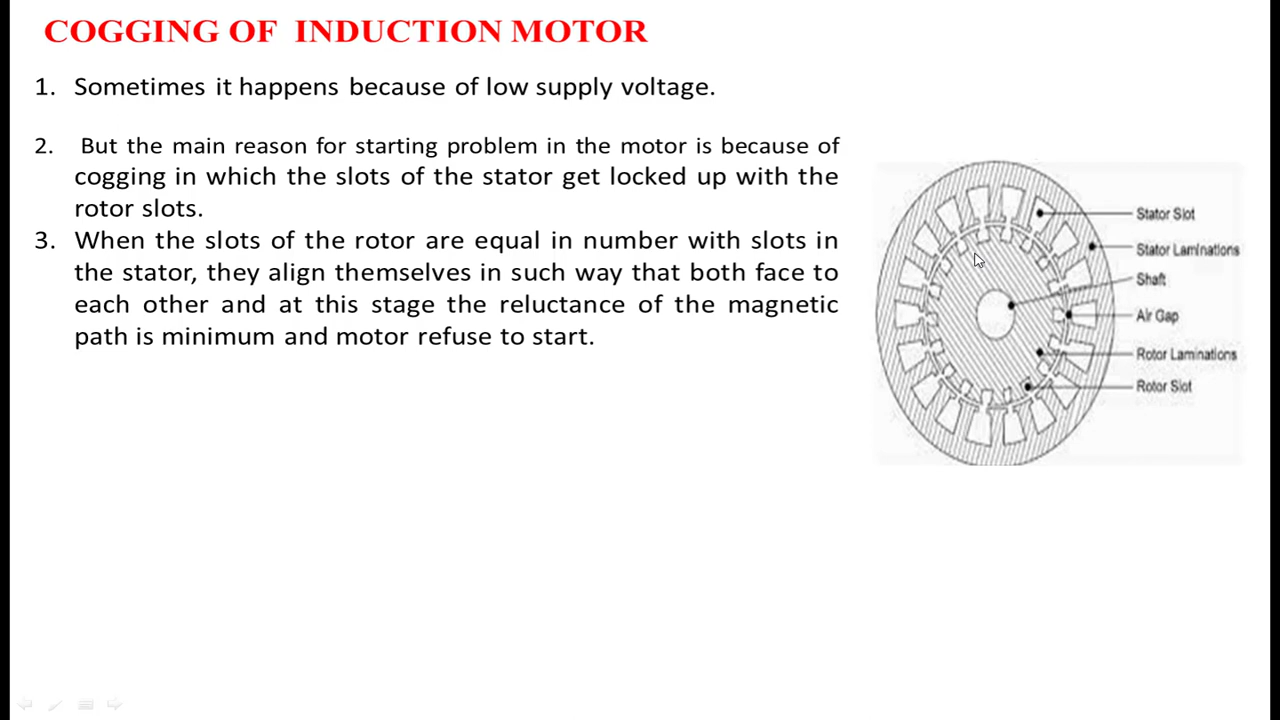 COGGING OF INDUCTION MOTOR
1. Sometimes it happens because of low supply voltage.
2. But the main reason for starting problem in the motor is because of
cogging in which the slots of the stator get locked up with the
rotor slots.
3. When the slots of the rotor are equal in number with slots in
the stator, they align themselves in such way that both face to
each other and at this stage the reluctance of the magnetic
path is minimum and motor refuse to start.
Stator Slot
Stator Laminations
Shaft
Air Gap
Rotor Laminations
Rotor Slot